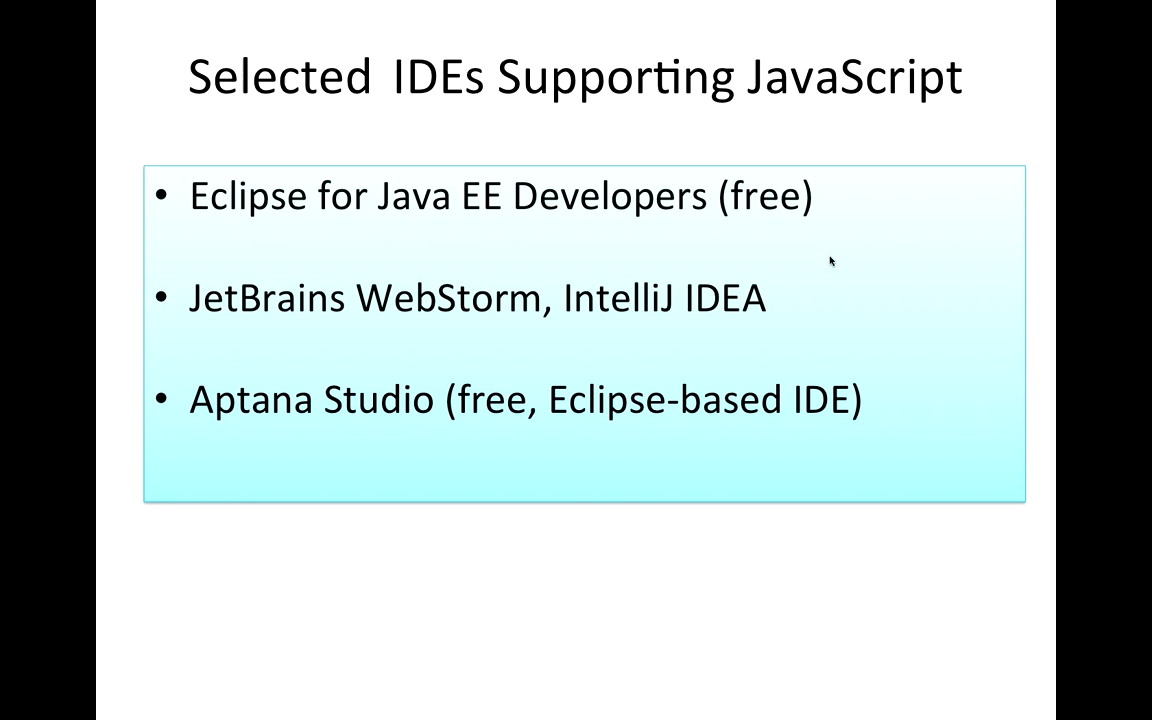 Selected IDEs Supporting JavaScript
• Eclipse for Java EE Developers (free)
• JetBrains WebStorm, IntelliJ IDEA
• Aptana Studio (free, Eclipse-based IDE)